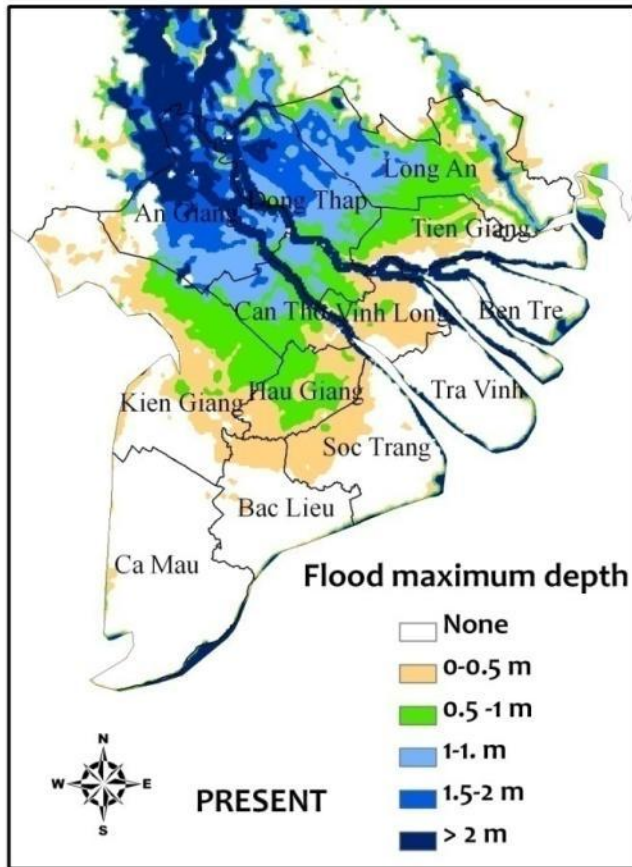 Long An
Dong Thap
An Giang
Tien Giang
Ben Tre
Can Tho
Vinh Long
Tra Vinh
Hau Giang
Kien Giang
Soc Trang
Bac Lieu
Ca Mau
Flood maximum depth
None
0-0.5 m
0.5 -1 m
1-1. m
1.5-2 m
> 2 m
N
W E
S
PRESENT